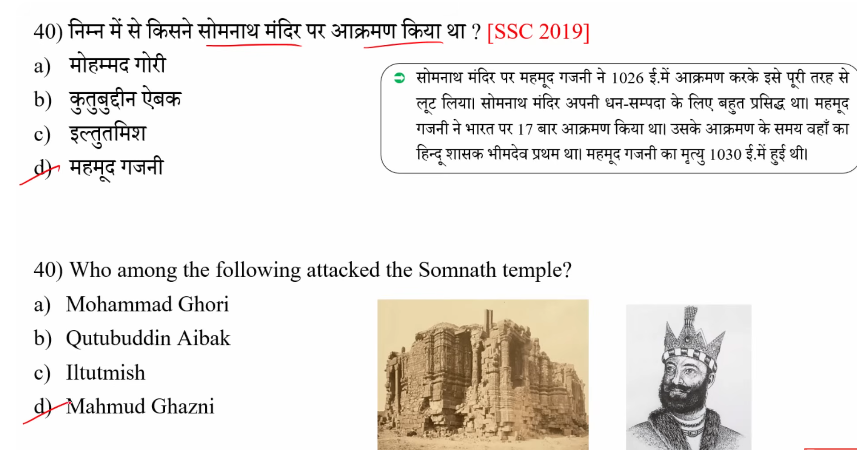 40) निम्न में से किसने सोमनाथ मंदिर पर आक्रमण किया था ? [SSC 2019]
a) मोहम्मद गोरी
b) कुतुबुद्दीन ऐबक
c) इल्तुतमिश
d) महमूद गजनी
सोमनाथ मंदिर पर महमूद गजनी ने 1026 ई.में आक्रमण करके इसे पूरी तरह से
लूट लिया। सोमनाथ मंदिर अपनी धन-सम्पदा के लिए बहुत प्रसिद्ध था। महमूद
गजनी ने भारत पर 17 बार आक्रमण किया था। उसके आक्रमण के समय वहाँ का
हिन्दू शासक भीमदेव प्रथम था। महमूद गजनी का मृत्यु 1030 ई.में हुई थी।
40) Who among the following attacked the Somnath temple?
a) Mohammad Ghori
b) Qutubuddin Aibak
c) Iltutmish
d) Mahmud Ghazni